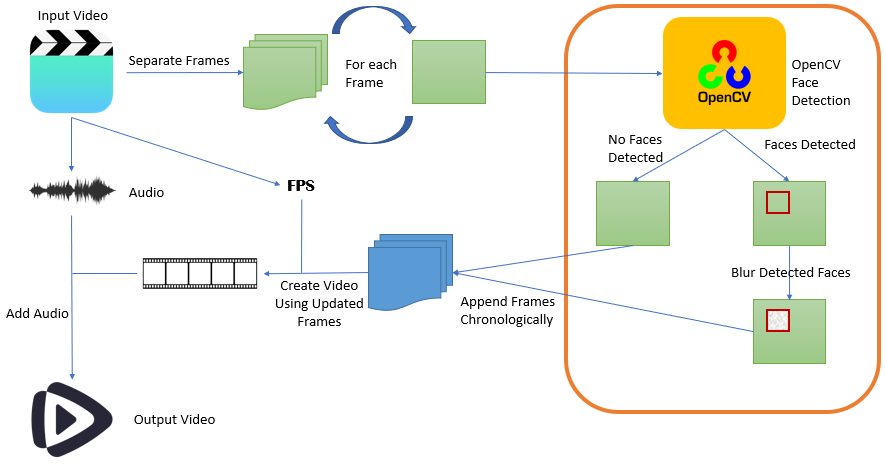 Input Video
Separate Frames
For each
Frame
OpenCV
OpenCV
Face
Detection
No Faces
Detected
Faces Detected
Audio
FPS
Blur Detected Faces
Create Video
Using Updated
Frames
Append Frames
Chronologically
Add Audio
Output Video